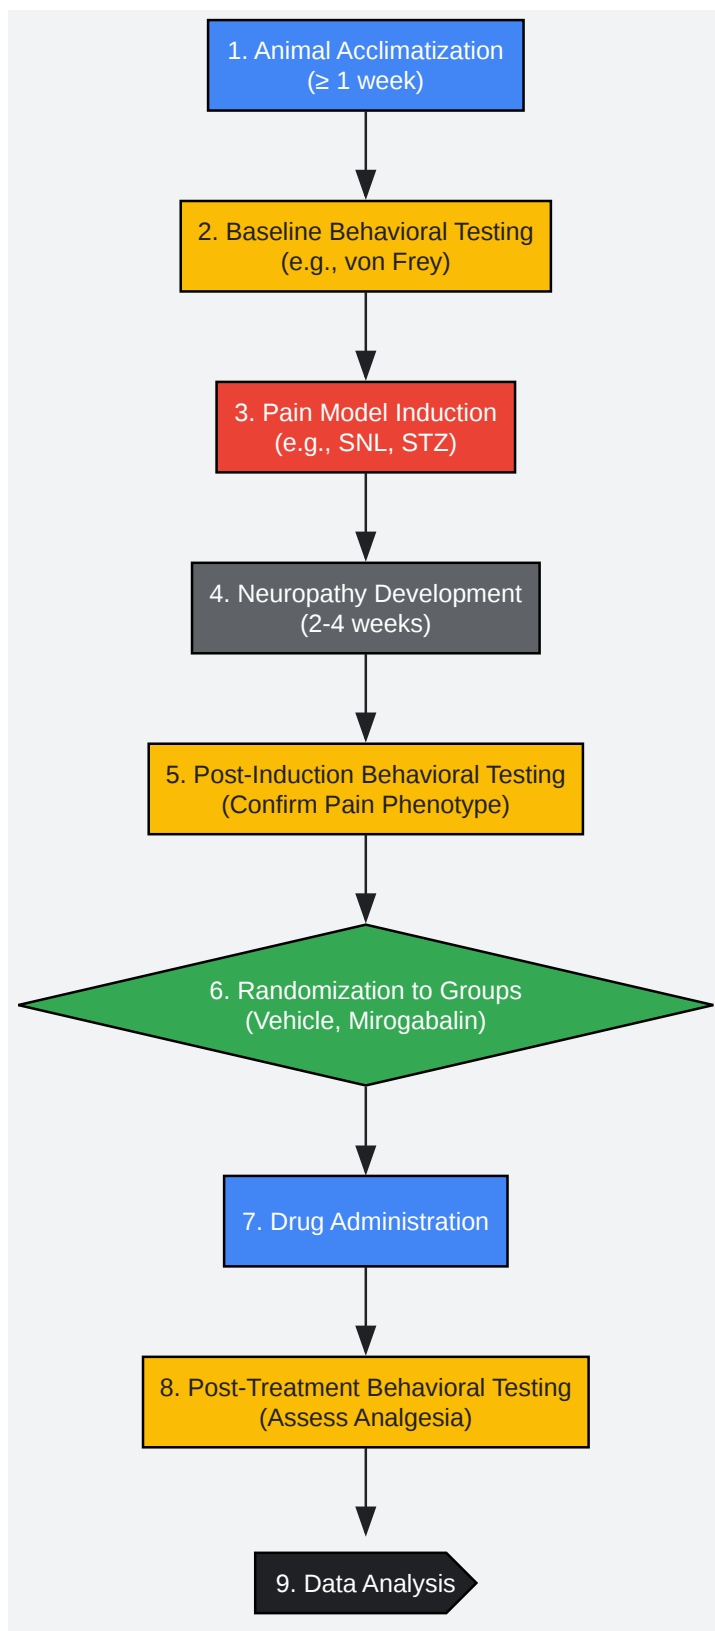 1. Animal Acclimatization
(≥ 1 week)
2. Baseline Behavioral Testing
(e.g., von Frey)
3. Pain Model Induction
(e.g., SNL, STZ)
4. Neuropathy Development
(2-4 weeks)
5. Post-Induction Behavioral Testing
(Confirm Pain Phenotype)
6. Randomization to Groups
(Vehicle, Mirogabalin)
7. Drug Administration
8. Post-Treatment Behavioral Testing
(Assess Analgesia)
9. Data Analysis